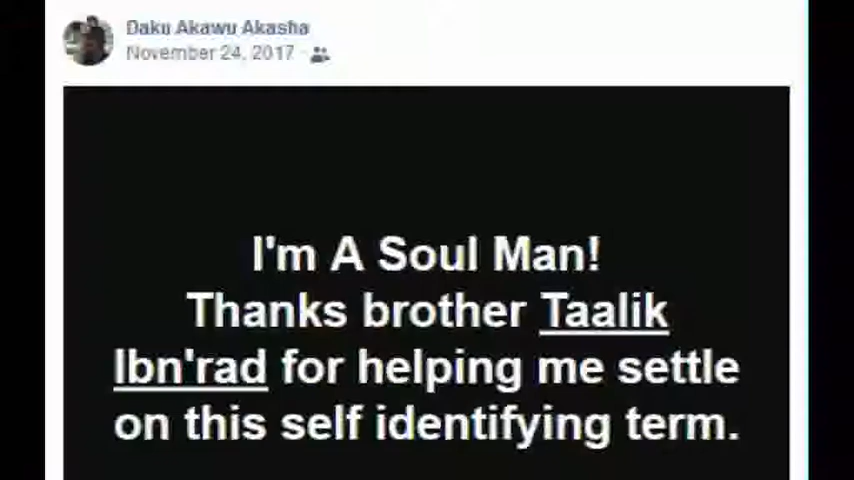 Daku Akawu Akasha
November 24, 2017
I'm A Soul Man!
Thanks brother Taalik
Ibn'rad for helping me settle
on this self identifying term.